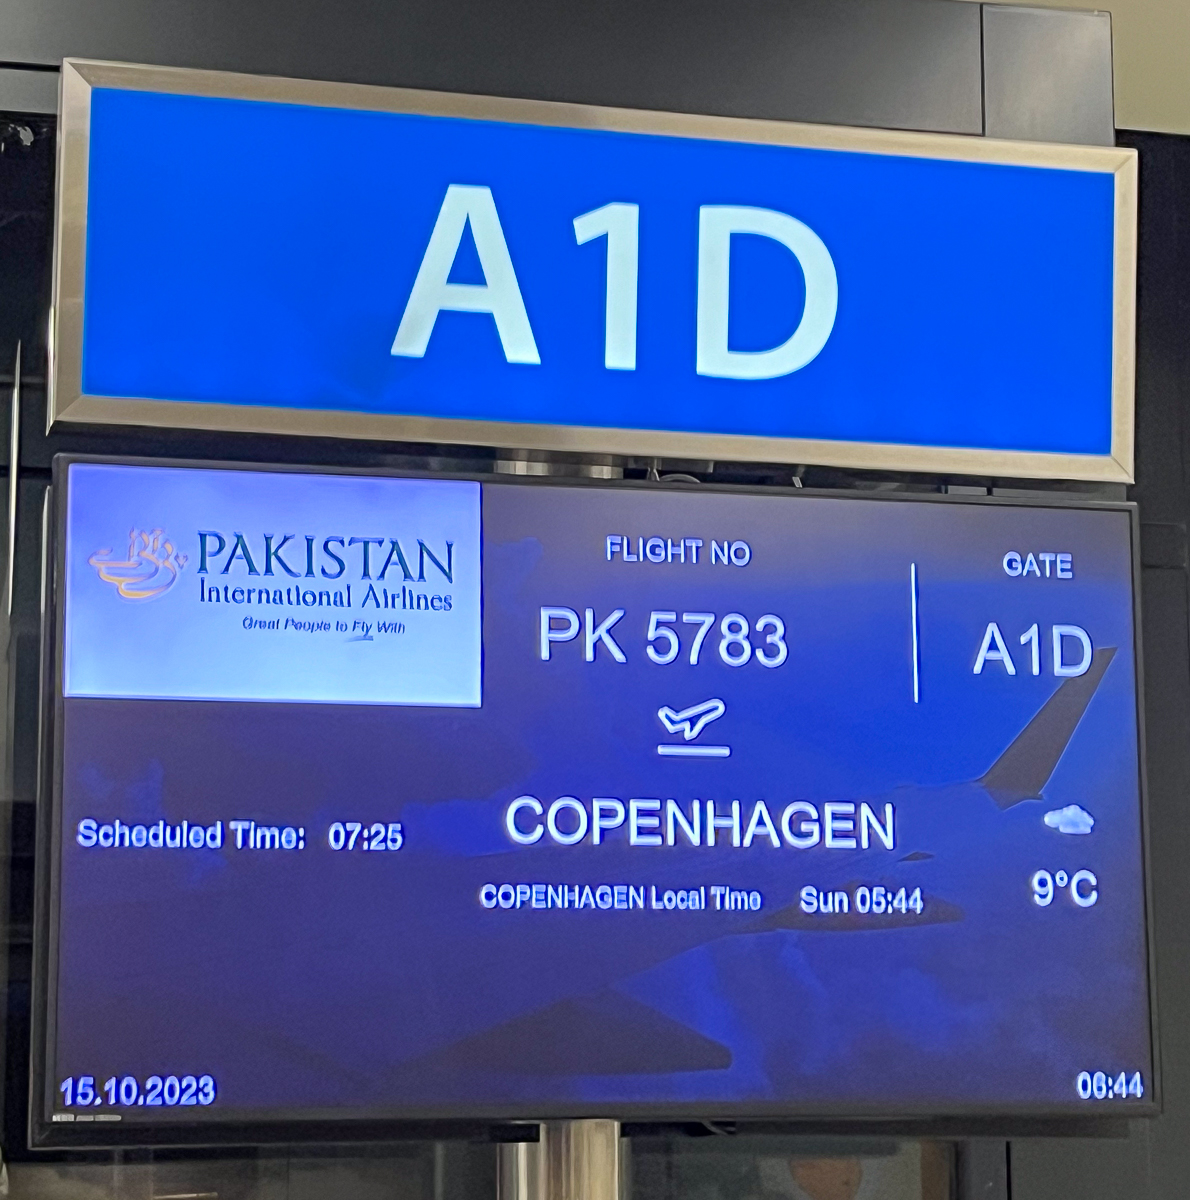 A1D
PAKISTAN
International Airlines
Great People to Fly With
FLIGHT NO
PK 5783
GATE
A1D
Scheduled Time: 07:25
COPENHAGEN
COPENHAGEN Local Time Sun 05:44
9°C
15.10.2023
06:44